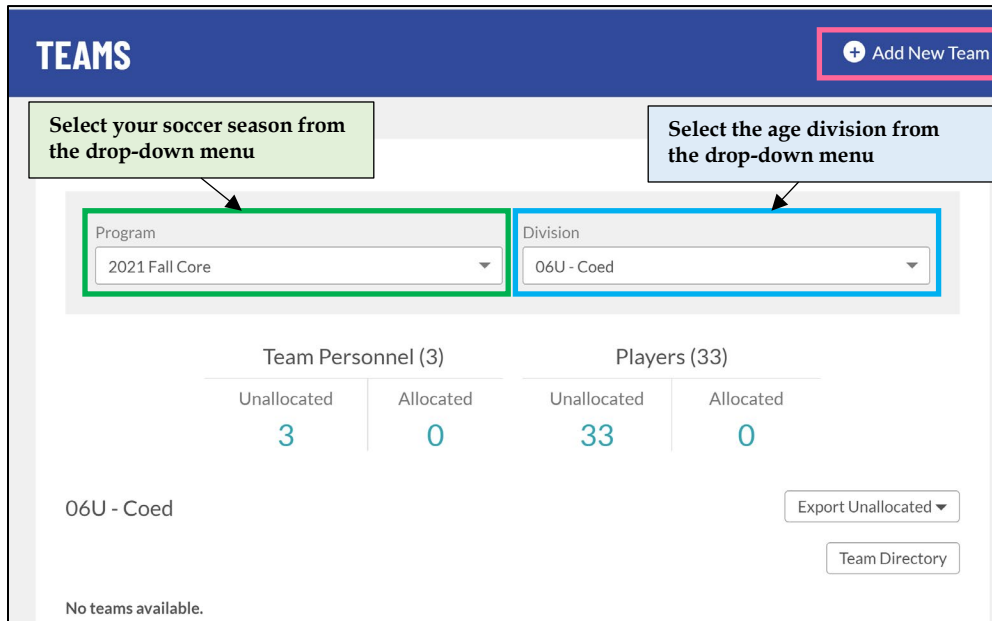 TEAMS
Add New Team
Select your soccer season from
the drop-down menu
Select the age division from
the drop-down menu
Program
Division
2021 Fall Core
06U - Coed
Team Personnel (3)
Players (33)
Unallocated
Allocated
Unallocated
Allocated
3
0
33
0
06U - Coed
Export Unallocated
Team Directory
No teams available.